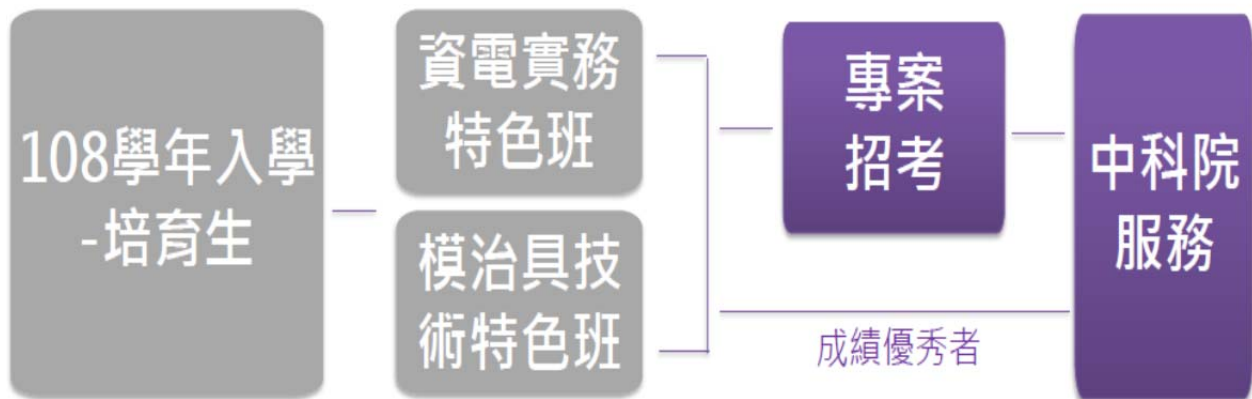 108學年入學
-培育生
資電實務
特色班
模治具技
術特色班
專案
招考
成績優秀者
中科院
服務